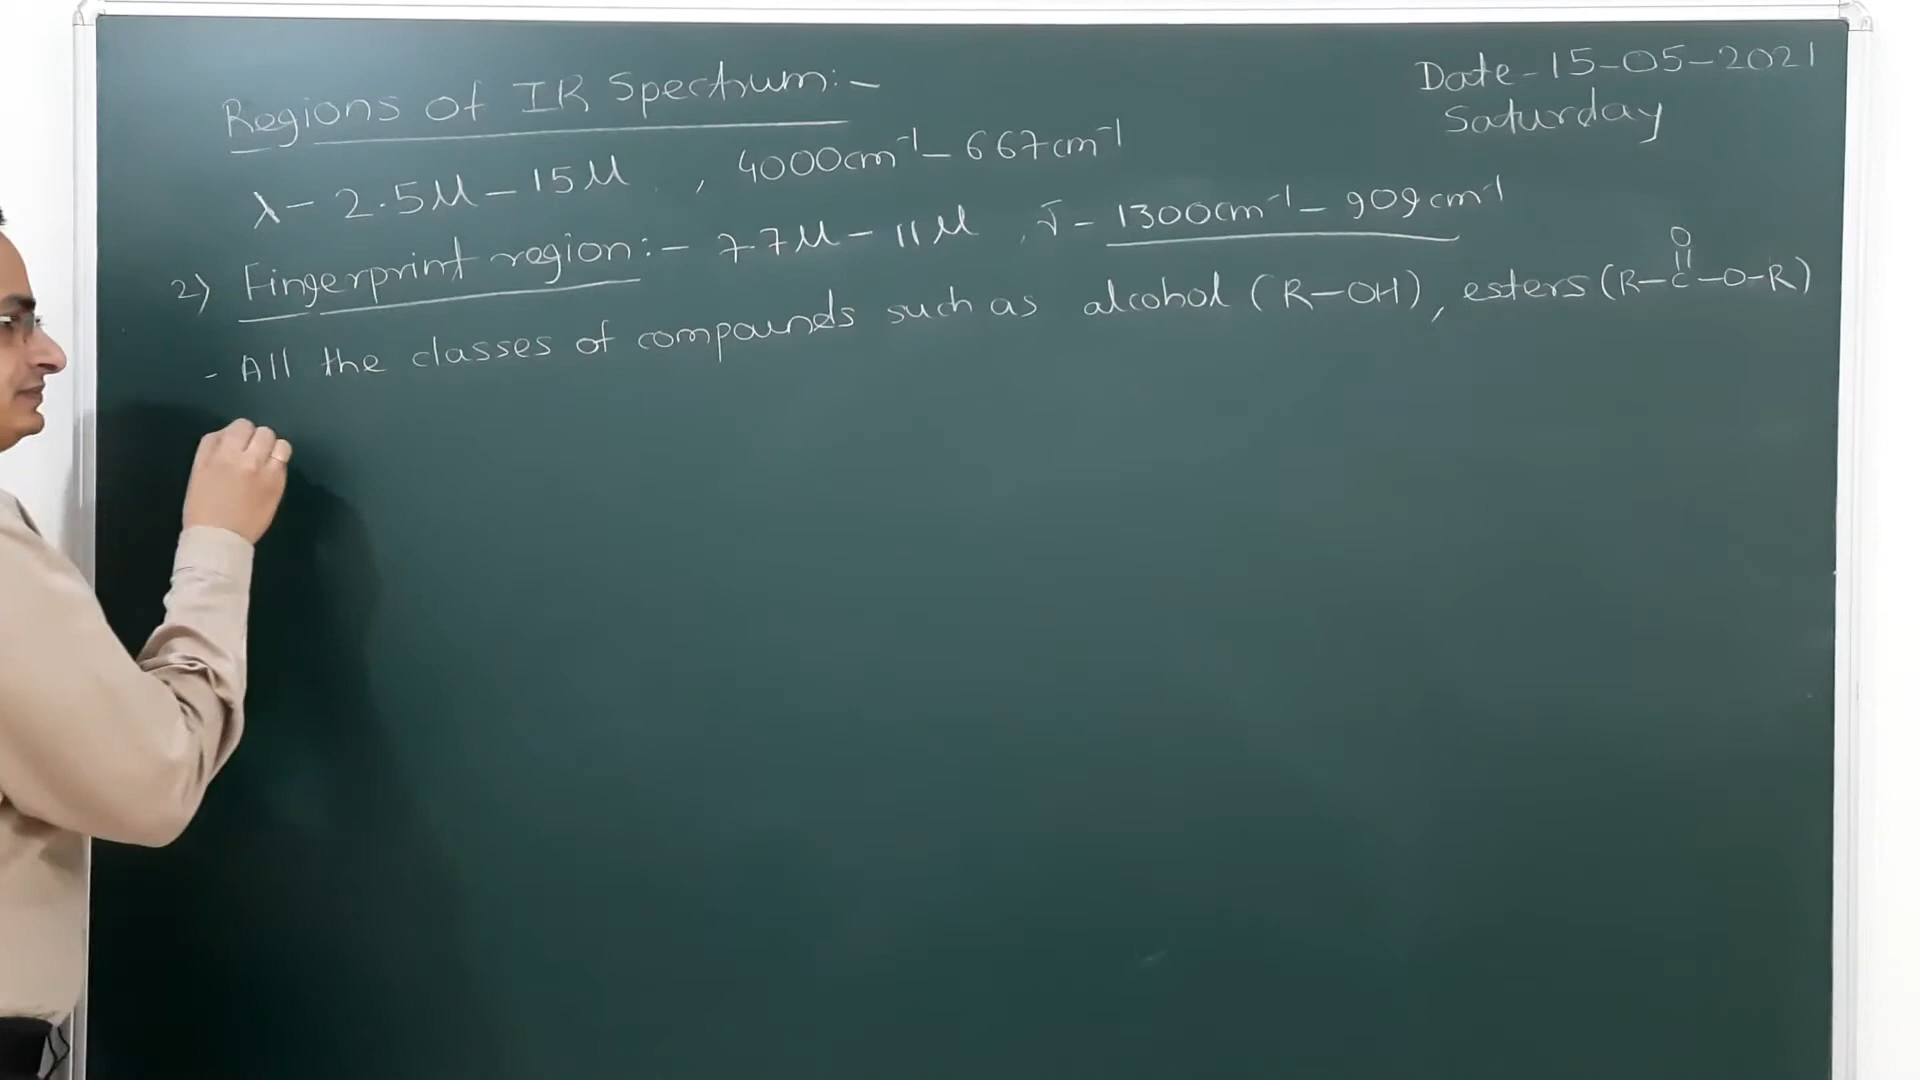 Regions of IR Spectrum:-
Date-15-05-2021
Saturday
λ- 2.5μ-15μ , 4000cm⁻¹-667cm⁻¹
2) Fingerprint region:- 7.7μ-11μ , ν̄- 1300cm⁻¹-909cm⁻¹
O
||
- All the classes of compounds such as alcohol (R-OH), esters (R-C-O-R)